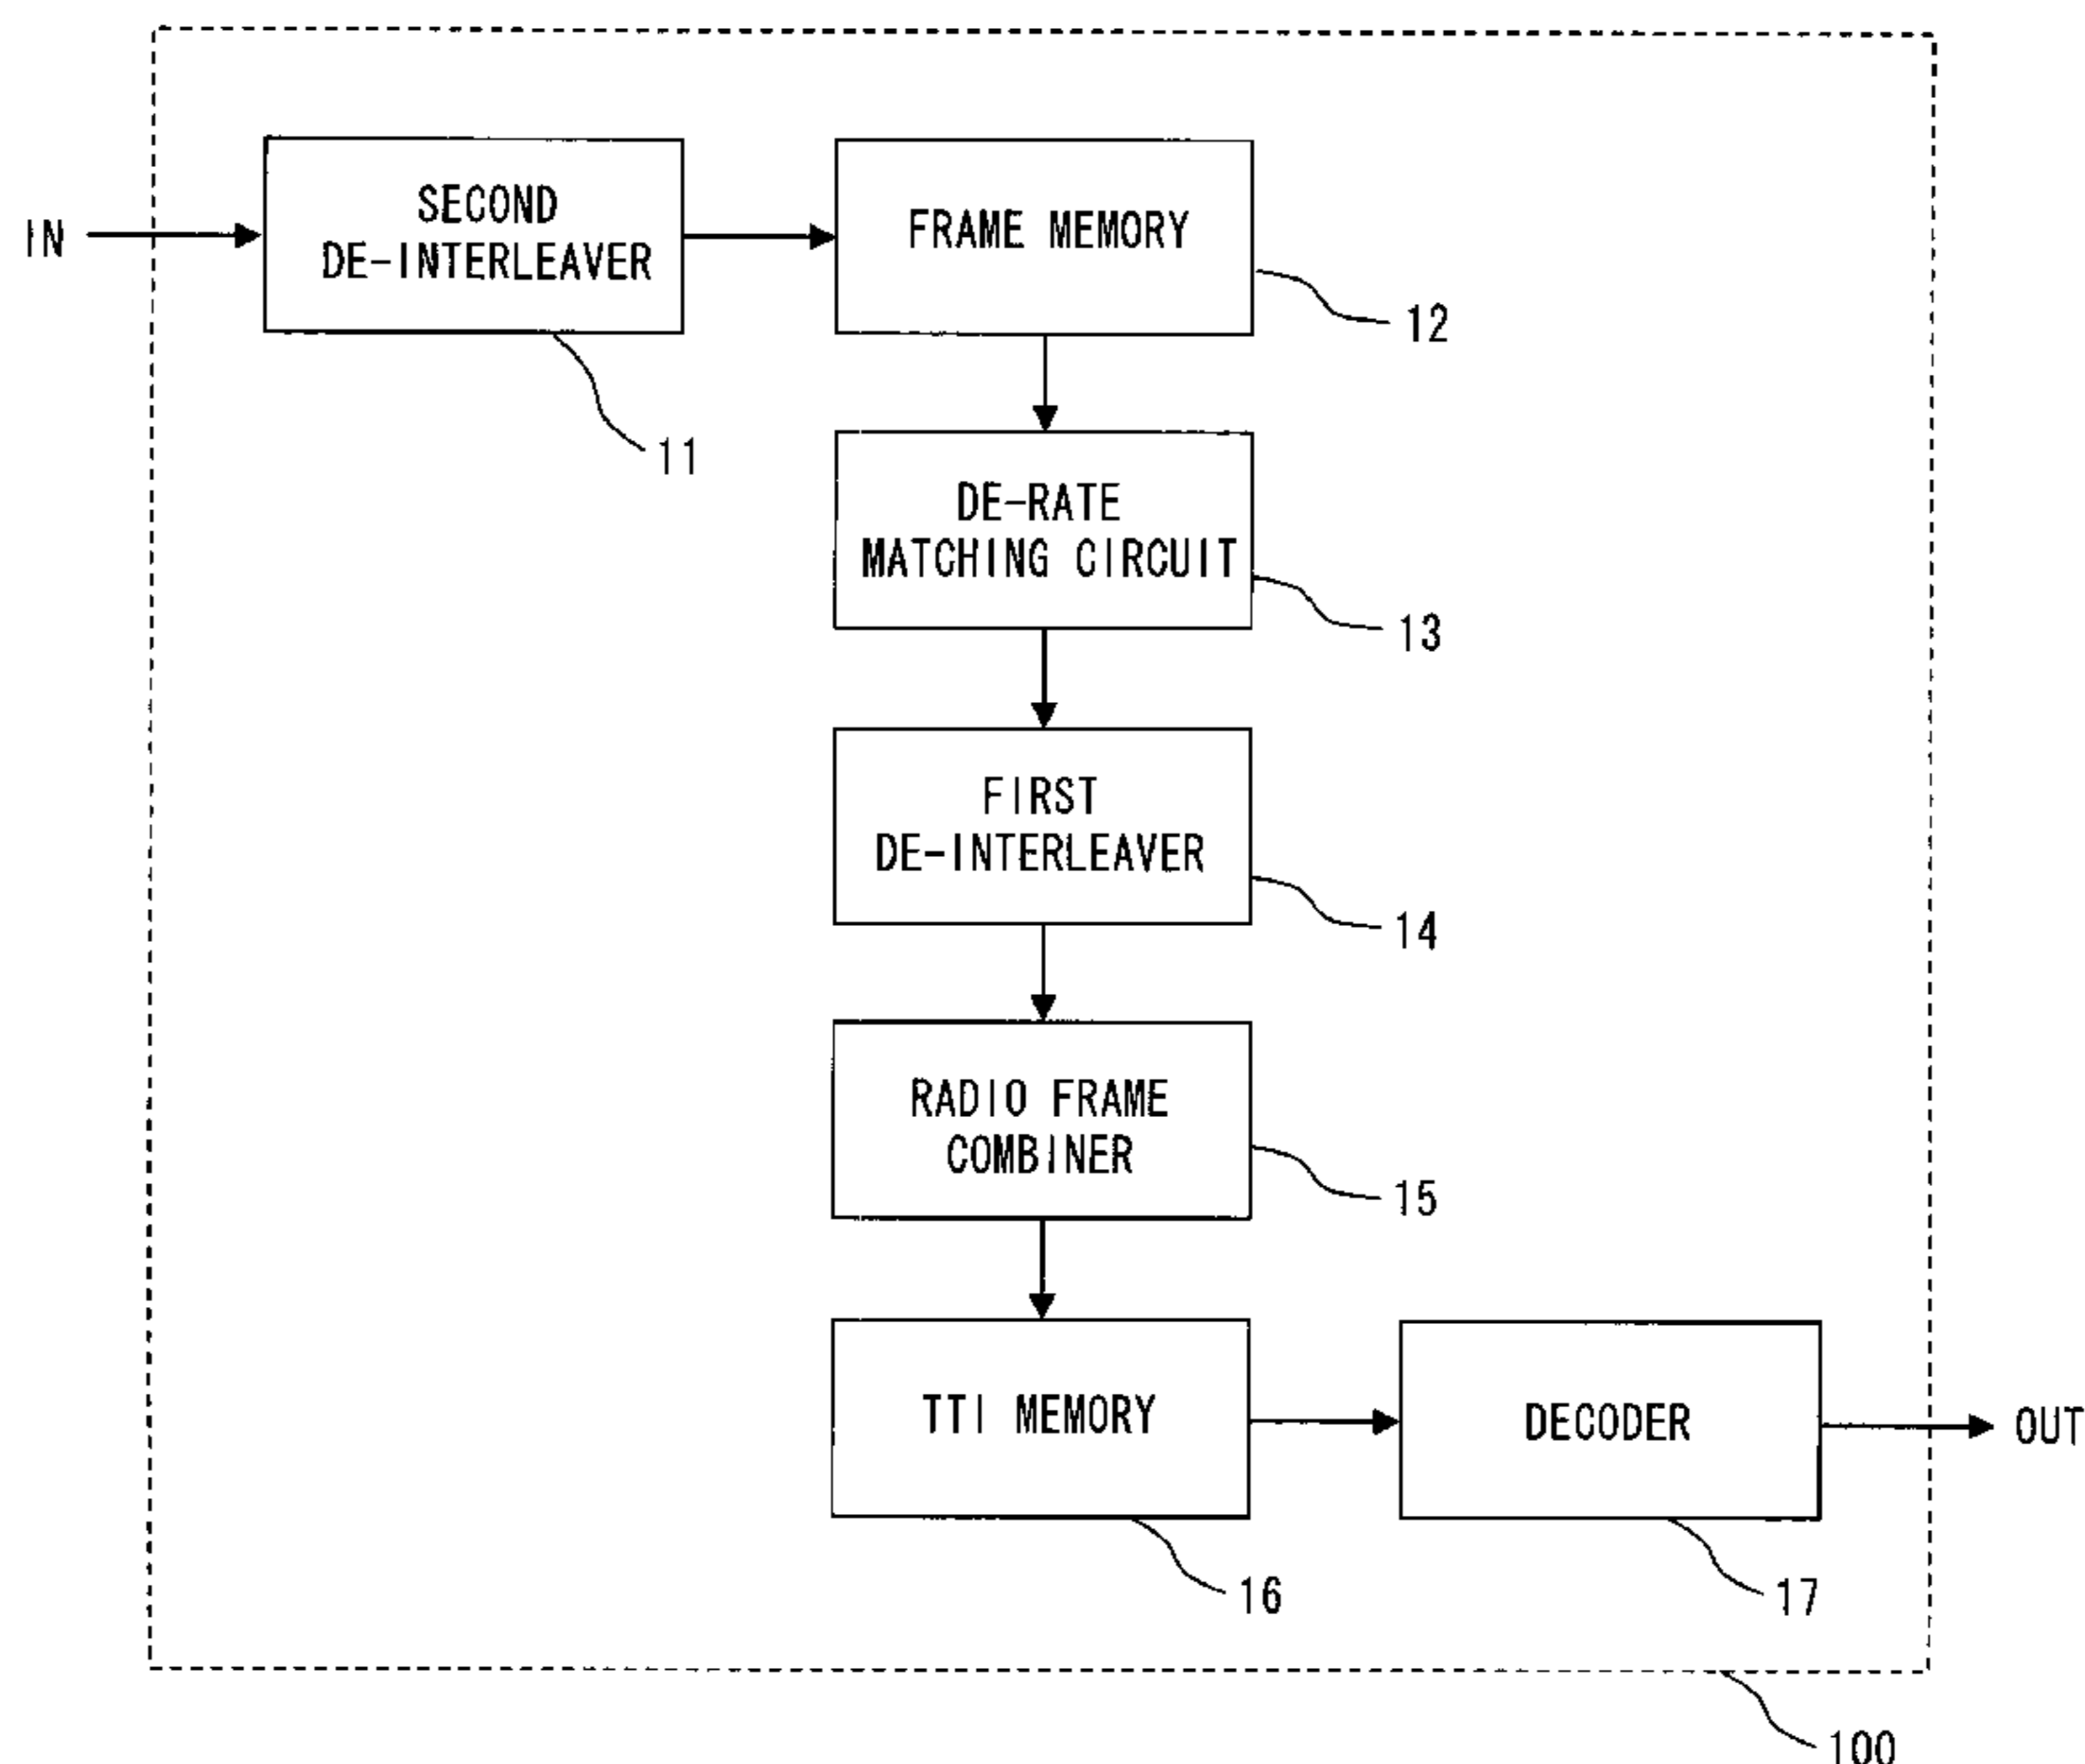 IN
SECOND
DE-INTERLEAVER
11
FRAME MEMORY
12
DE-RATE
MATCHING CIRCUIT
13
FIRST
DE-INTERLEAVER
14
RADIO FRAME
COMBINER
15
TTI MEMORY
16
DECODER
17
OUT
100